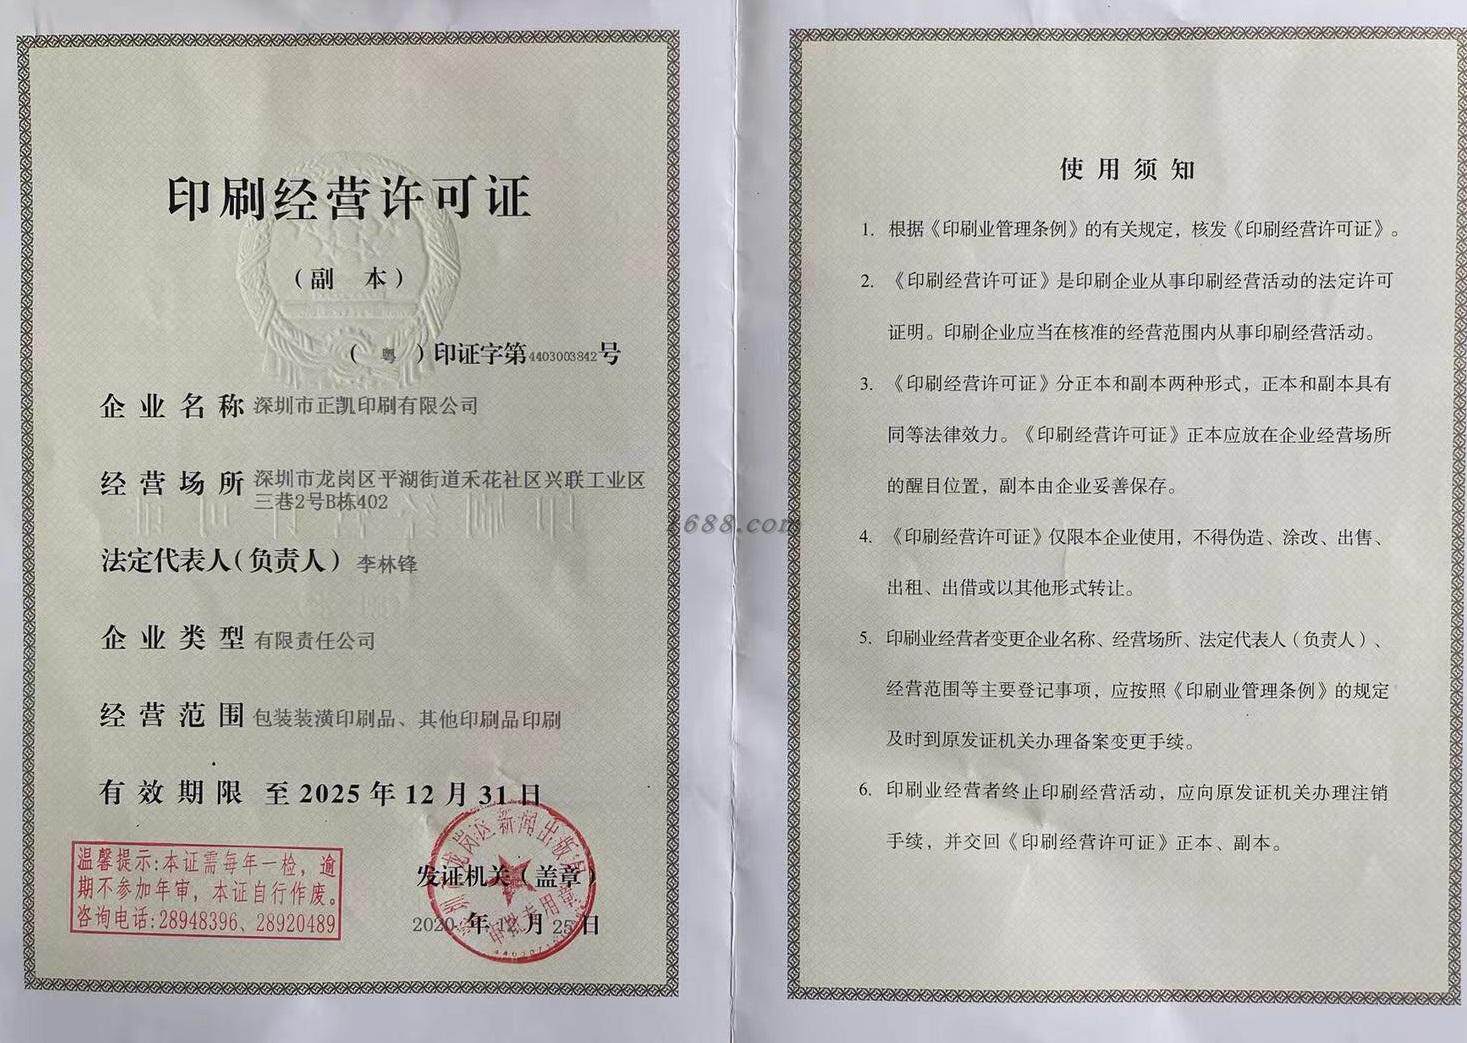 印刷经营许可证
（副 本）
（粤）印证字第4403003842号
企业名称 深圳市正凯印刷有限公司
经营场所 深圳市龙岗区平湖街道禾花社区兴联工业区
三巷2号B栋402
法定代表人（负责人） 李林锋
企业类型 有限责任公司
经营范围 包装装潢印刷品、其他印刷品印刷
有效期限 至2025年12月31日
温馨提示:本证需每年一检，逾
期不参加年审，本证自行作废。
咨询电话:28948396、28920489
发证机关（盖章）
2020年12月25日
审批专用章
使用须知
1. 根据《印刷业管理条例》的有关规定，核发《印刷经营许可证》。
2. 《印刷经营许可证》是印刷企业从事印刷经营活动的法定许可
证明。印刷企业应当在核准的经营范围内从事印刷经营活动。
3. 《印刷经营许可证》分正本和副本两种形式，正本和副本具有
同等法律效力。《印刷经营许可证》正本应放在企业经营场所
的醒目位置，副本由企业妥善保存。
4. 《印刷经营许可证》仅限本企业使用，不得伪造、涂改、出售、
出租、出借或以其他形式转让。
5. 印刷业经营者变更企业名称、经营场所、法定代表人（负责人）、
经营范围等主要登记事项，应按照《印刷业管理条例》的规定
及时到原发证机关办理备案变更手续。
6. 印刷业经营者终止印刷经营活动，应向原发证机关办理注销
手续，并交回《印刷经营许可证》正本、副本。
1688.com